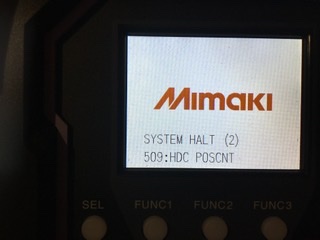 Mimaki
SYSTEM HALT (2)
509:HDC POSCNT
SEL FUNC1 FUNC2 FUNC3